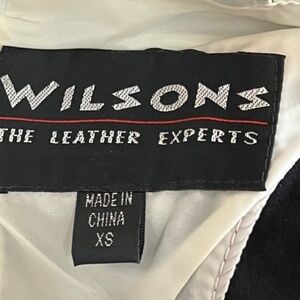 WILSONS
THE LEATHER EXPERTS
MADE IN
CHINA
XS